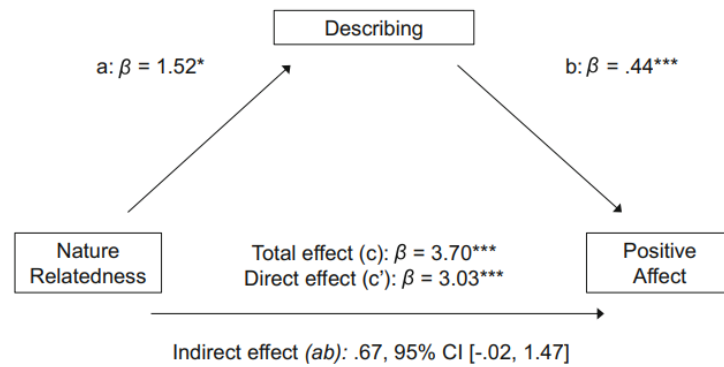 Describing
a: β = 1.52*
b: β = .44***
Nature
Relatedness
Total effect (c): β = 3.70***
Direct effect (c'): β = 3.03***
Positive
Affect
Indirect effect (ab): .67, 95% CI [-.02, 1.47]